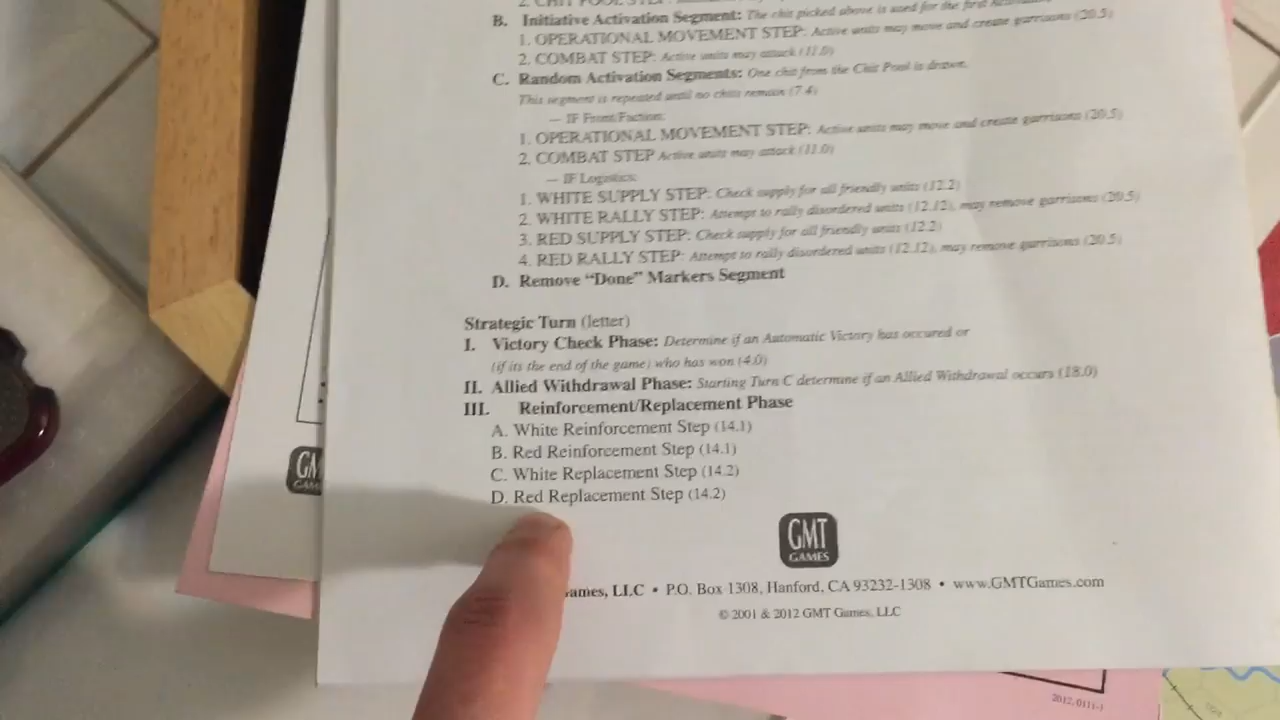 2. CHIT POOL STEP:
B. Initiative Activation Segment: The chit picked above is used for the first
1. OPERATIONAL MOVEMENT STEP: Active units may move and create garrisons (20.5)
2. COMBAT STEP: Active units may attack (11.0)
C. Random Activation Segments: One chit from the Chit Pool is drawn.
This segment is repeated until no chits remain (7.4)
— IF Front/Faction:
1. OPERATIONAL MOVEMENT STEP: Active units may move and create garrisons (20.5)
2. COMBAT STEP Active units may attack (11.0)
— IF Logistics:
1. WHITE SUPPLY STEP: Check supply for all friendly units (12.2)
2. WHITE RALLY STEP: Attempt to rally disordered units (12.12), may remove garrisons (20.5)
3. RED SUPPLY STEP: Check supply for all friendly units (12.2)
4. RED RALLY STEP: Attempt to rally disordered units (12.12), may remove garrisons (20.5)
D. Remove “Done” Markers Segment
Strategic Turn (letter)
I. Victory Check Phase: Determine if an Automatic Victory has occured or
(if its the end of the game) who has won (4.0)
II. Allied Withdrawal Phase: Starting Turn C determine if an Allied Withdrawal occurs (18.0)
III. Reinforcement/Replacement Phase
A. White Reinforcement Step (14.1)
B. Red Reinforcement Step (14.1)
C. White Replacement Step (14.2)
D. Red Replacement Step (14.2)
GMT
GAMES
GM
GAM
ames, LLC • P.O. Box 1308, Hanford, CA 93232-1308 • www.GMTGames.com
© 2001 & 2012 GMT Games, LLC